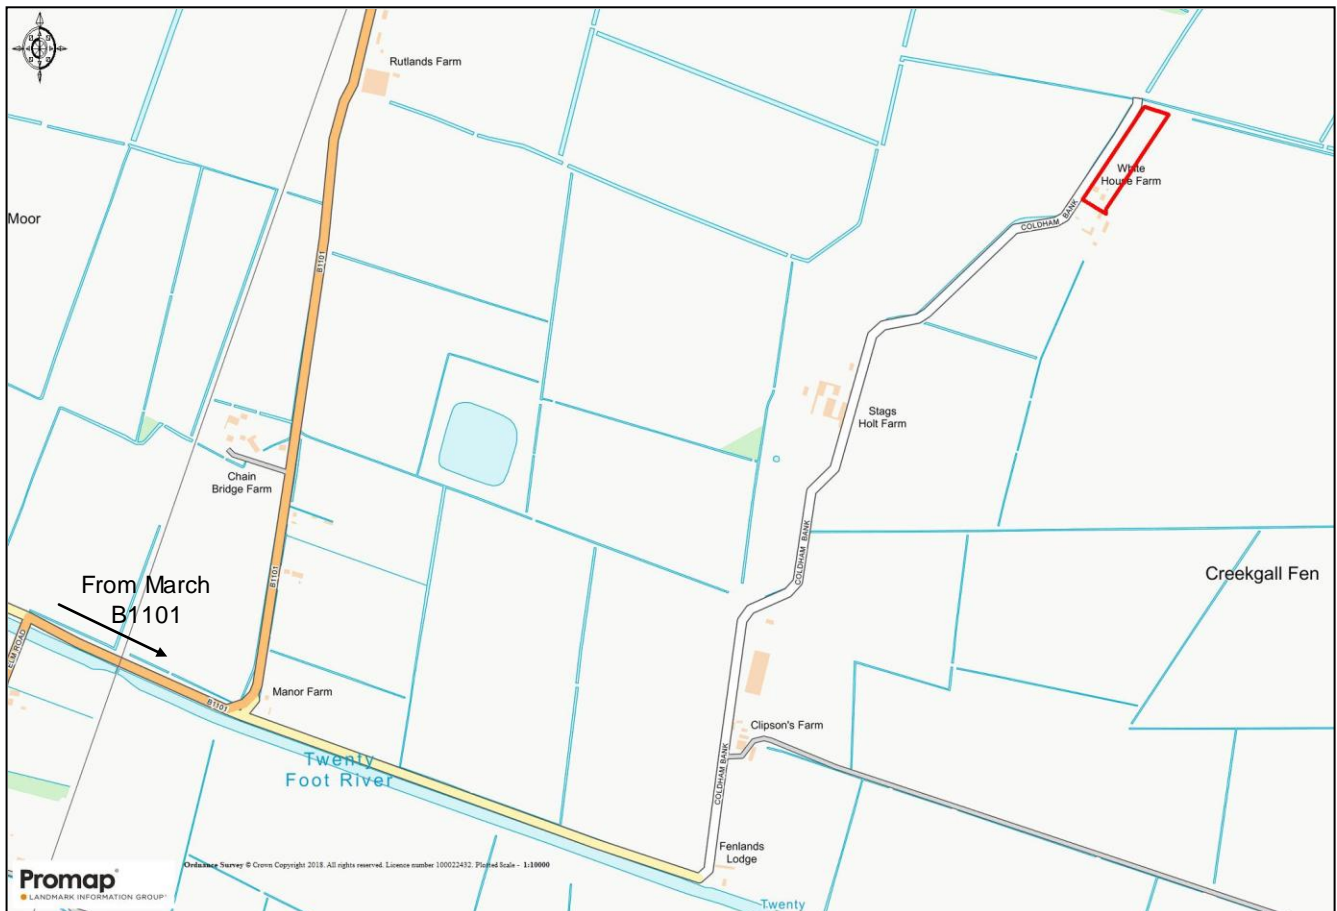 Rutlands Farm
White
House Farm
Moor
COLDHAM BANK
B1101
Stags
Holt Farm
Chain
Bridge Farm
COLDHAM BANK
B1101
Creekgall Fen
From March
B1101
ELM ROAD
Manor Farm
B1101
Clipson's Farm
Twenty
Foot River
COLDHAM BANK
Fenlands
Lodge
Ordnance Survey © Crown Copyright 2018. All rights reserved. Licence number 100022432. Plotted Scale - 1:10000
Promap
LANDMARK INFORMATION GROUP
Twenty